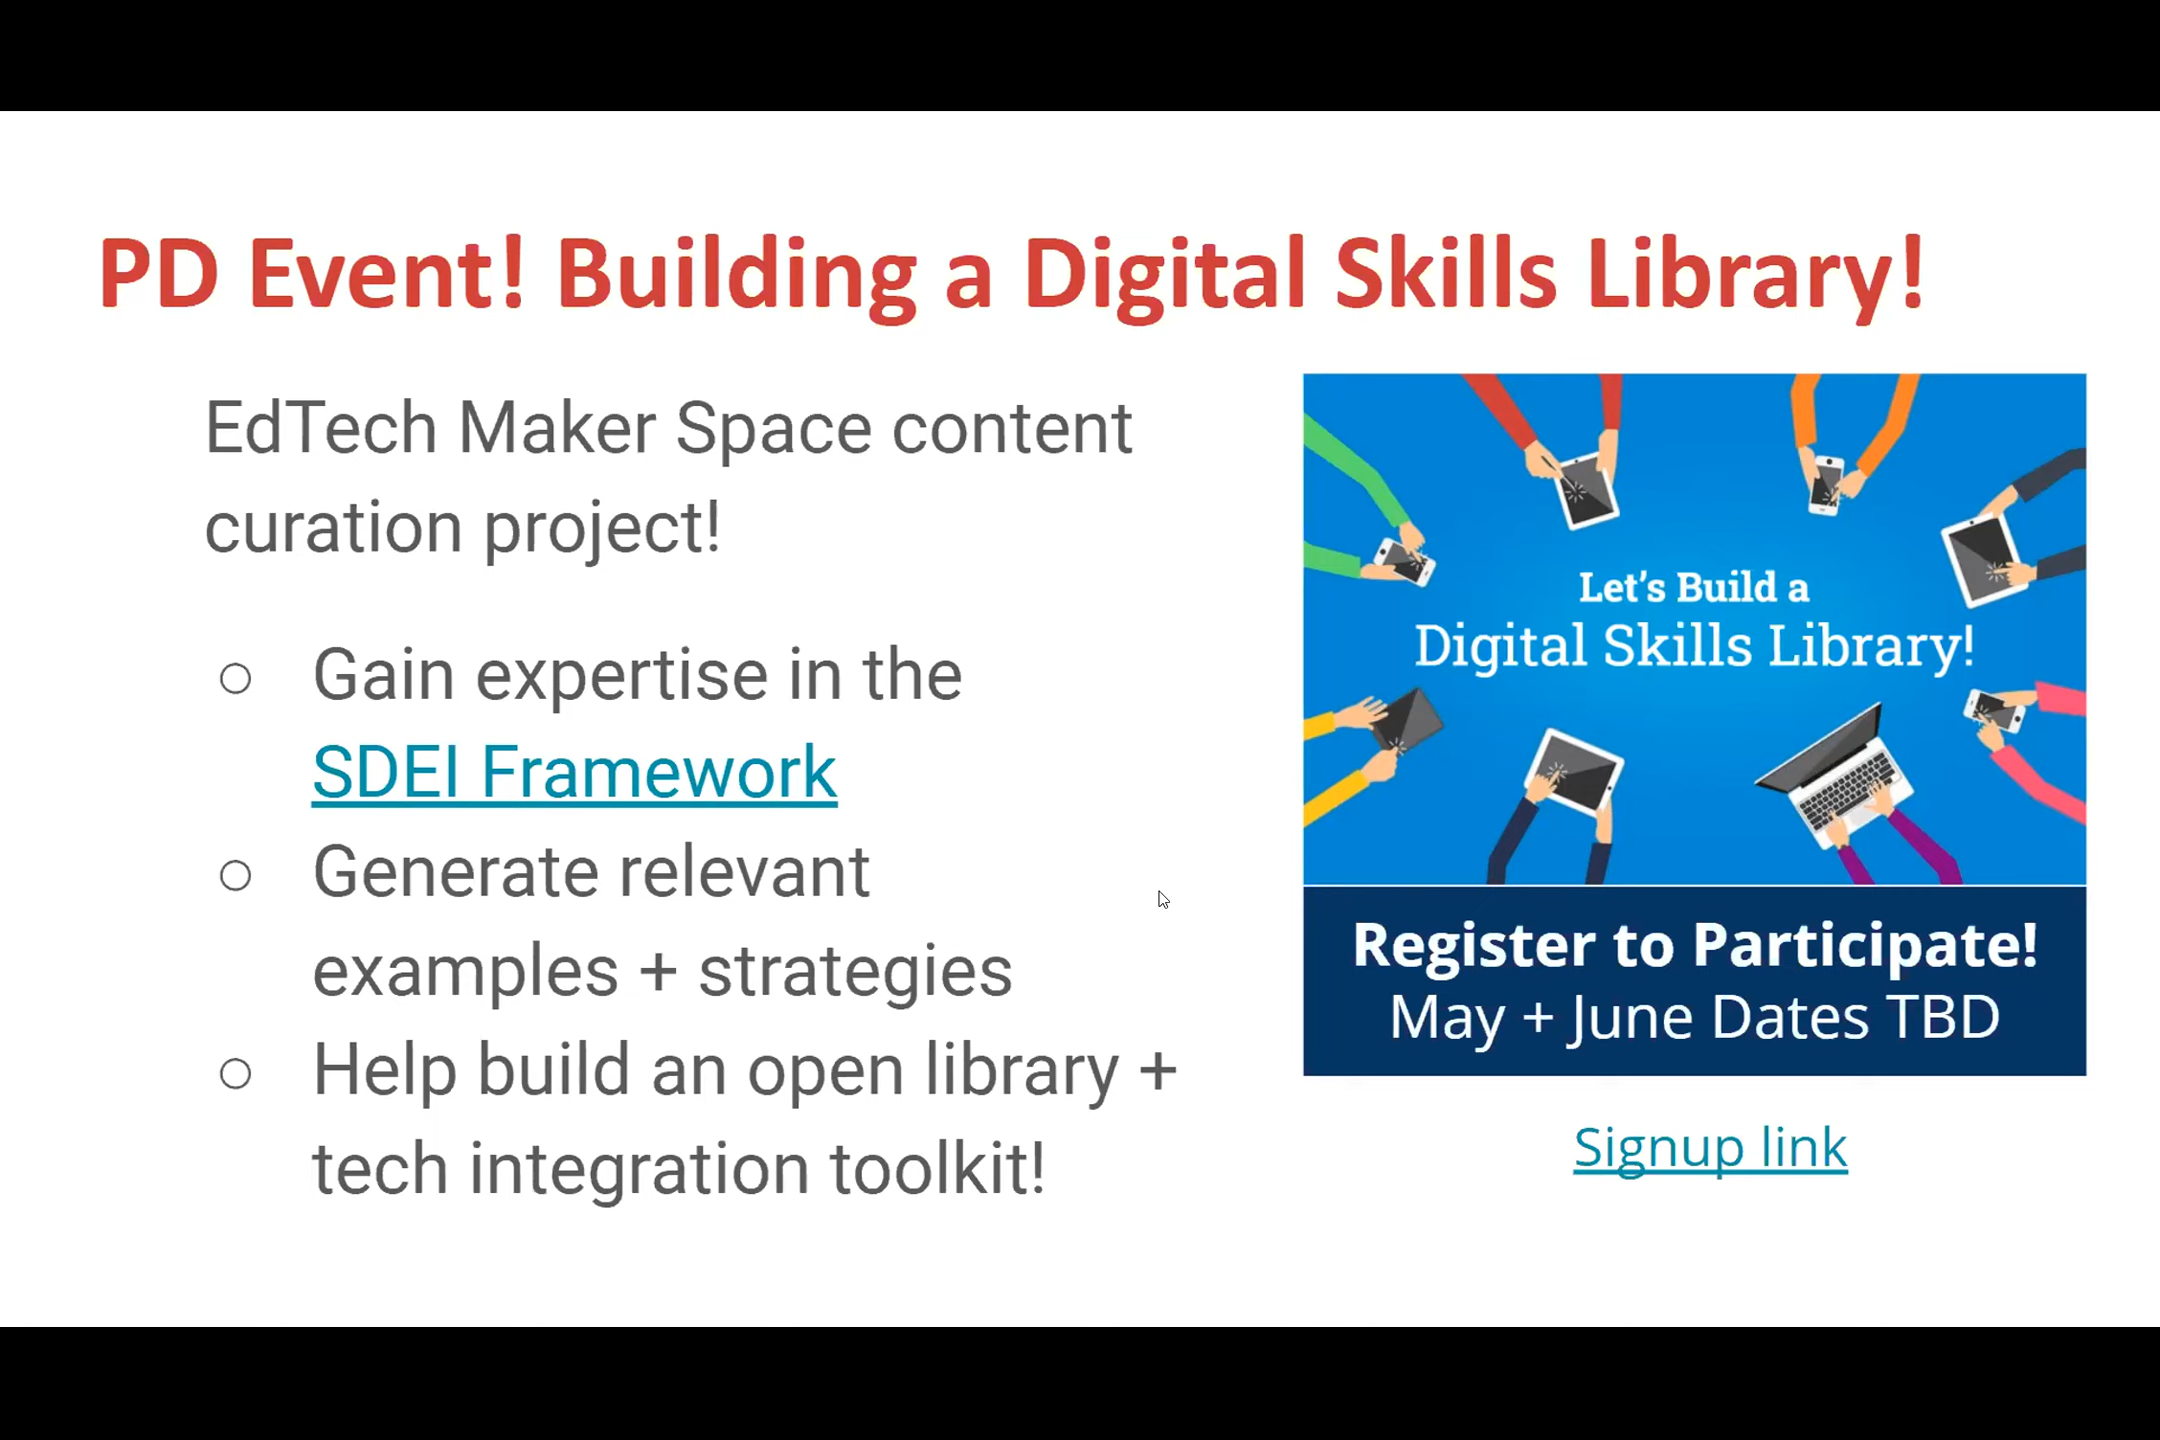 PD Event! Building a Digital Skills Library!
EdTech Maker Space content
curation project!
○ Gain expertise in the
SDEI Framework
○ Generate relevant
examples + strategies
○ Help build an open library +
tech integration toolkit!
Let's Build a
Digital Skills Library!
Register to Participate!
May + June Dates TBD
Signup link